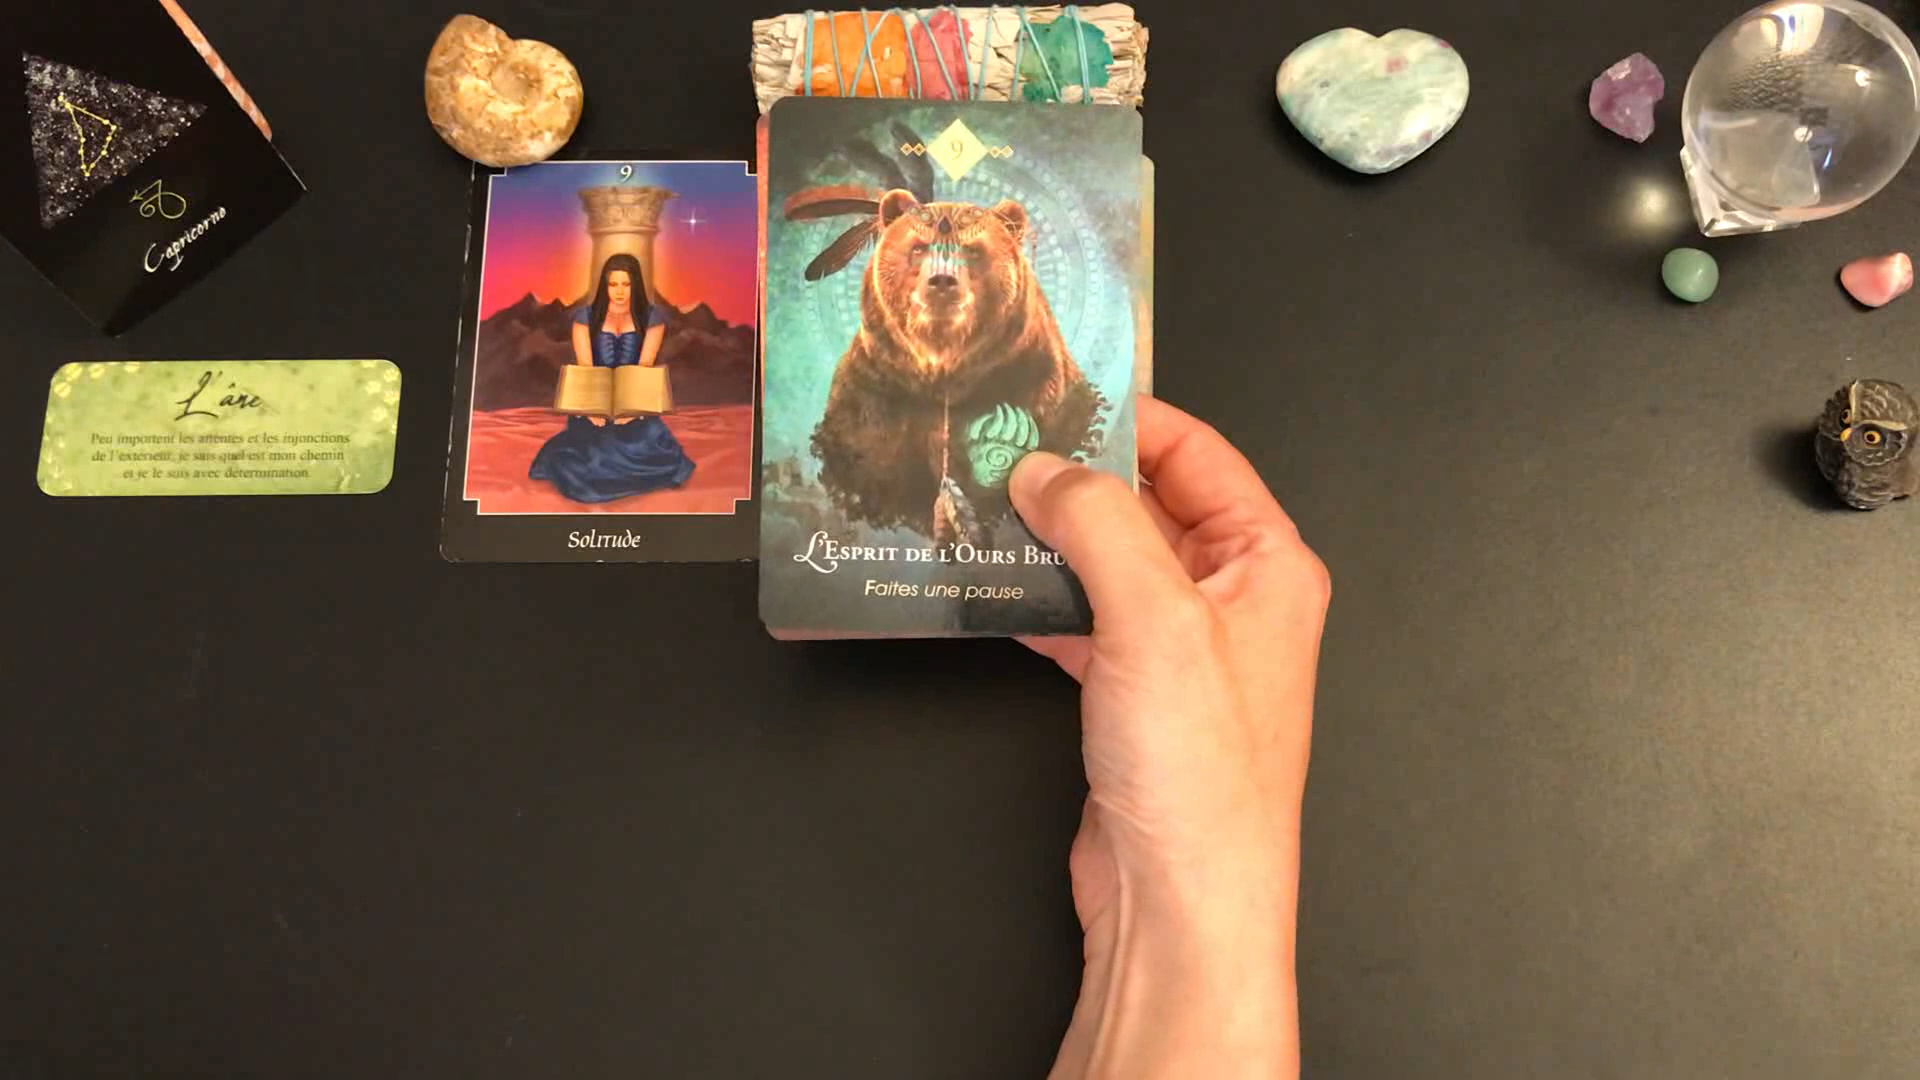 Capricorne
L'âne
Peu importent les attentes et les injonctions
de l'extérieur, je sais quel est mon chemin
et je le suis avec détermination.
9
Solitude
9
L'Esprit de l'Ours
Faites une pause